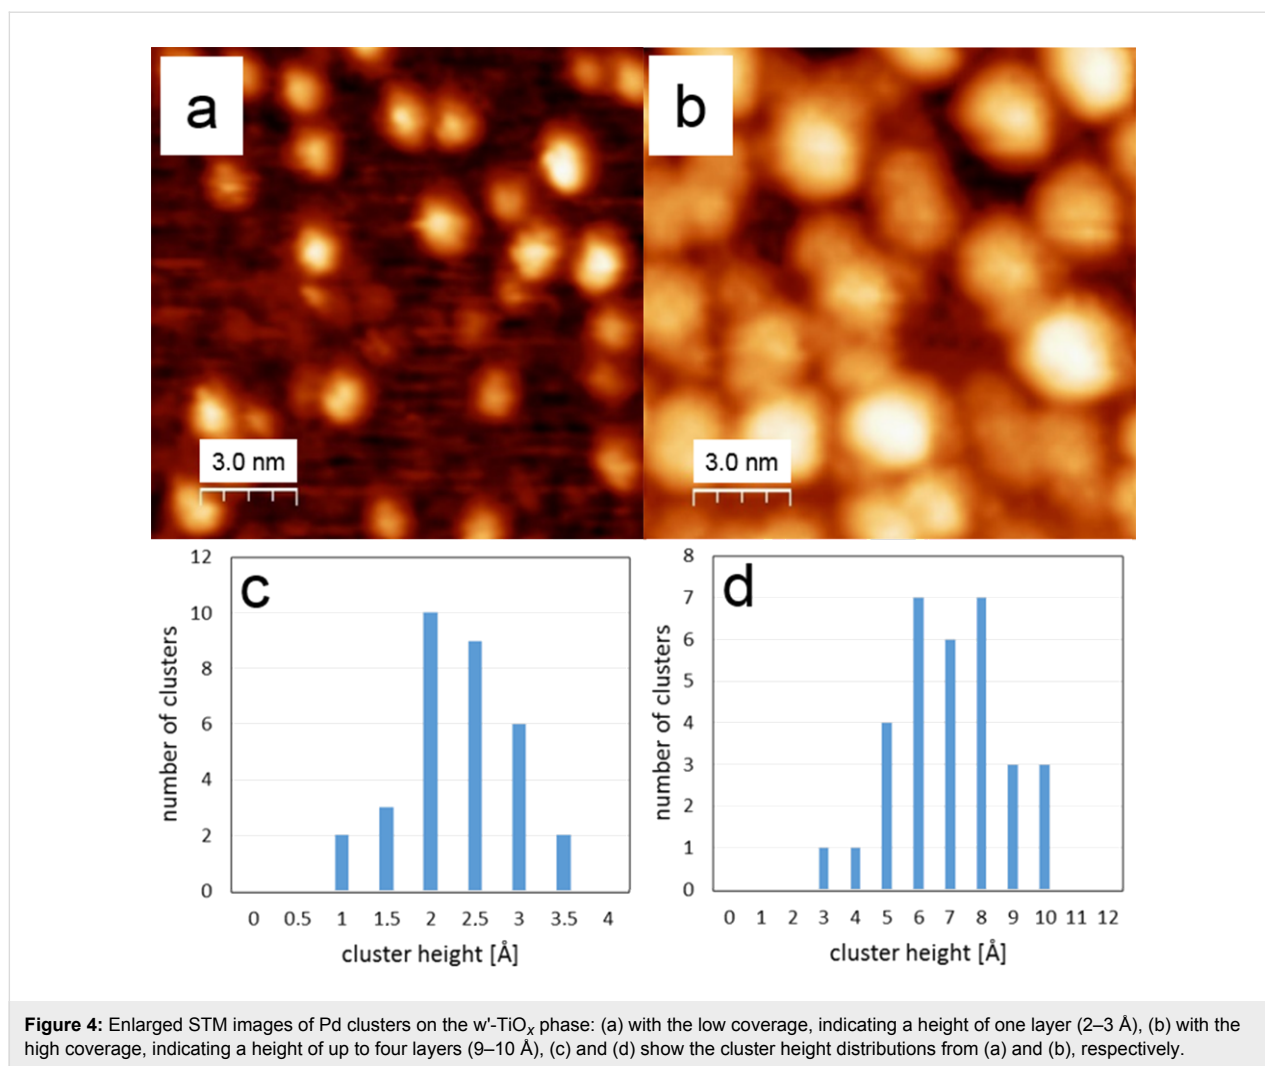 a
b
3.0 nm
3.0 nm
c
12
10
8
6
4
2
0
number of clusters
0 0.5 1 1.5 2 2.5 3 3.5 4
cluster height [Å]
d
8
7
6
5
4
3
2
1
0
number of clusters
0 1 2 3 4 5 6 7 8 9 10 11 12
cluster height [Å]
Figure 4: Enlarged STM images of Pd clusters on the w'-TiOx phase: (a) with the low coverage, indicating a height of one layer (2–3 Å), (b) with the
high coverage, indicating a height of up to four layers (9–10 Å), (c) and (d) show the cluster height distributions from (a) and (b), respectively.